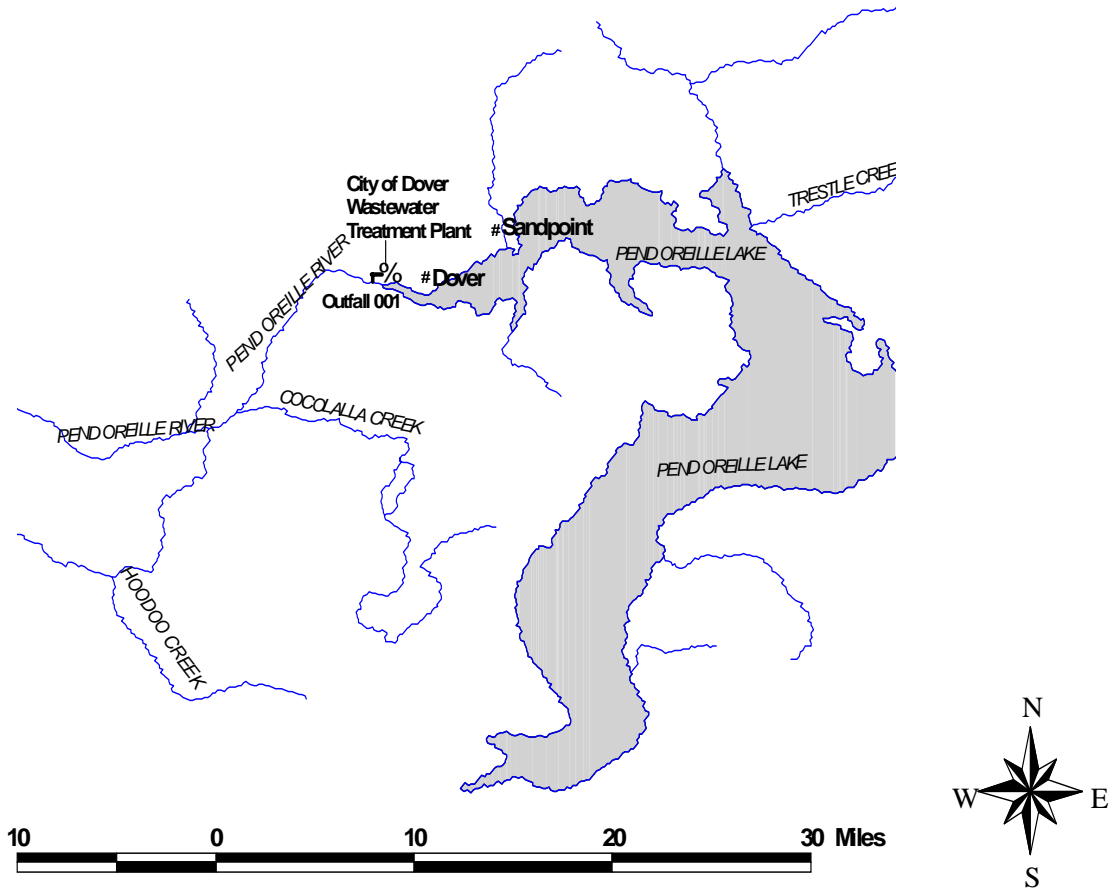 City of Dover
Wastewater
Treatment Plant
# Sandpoint
# Dover
Outfall 001
TRESTLE CREE
PEND OREILLE LAKE
PEND OREILLE RIVER
COCOLALLA CREEK
PEND OREILLE RIVER
PEND OREILLE LAKE
HOODOO CREEK
N
W
E
S
10 0 10 20 30 Miles